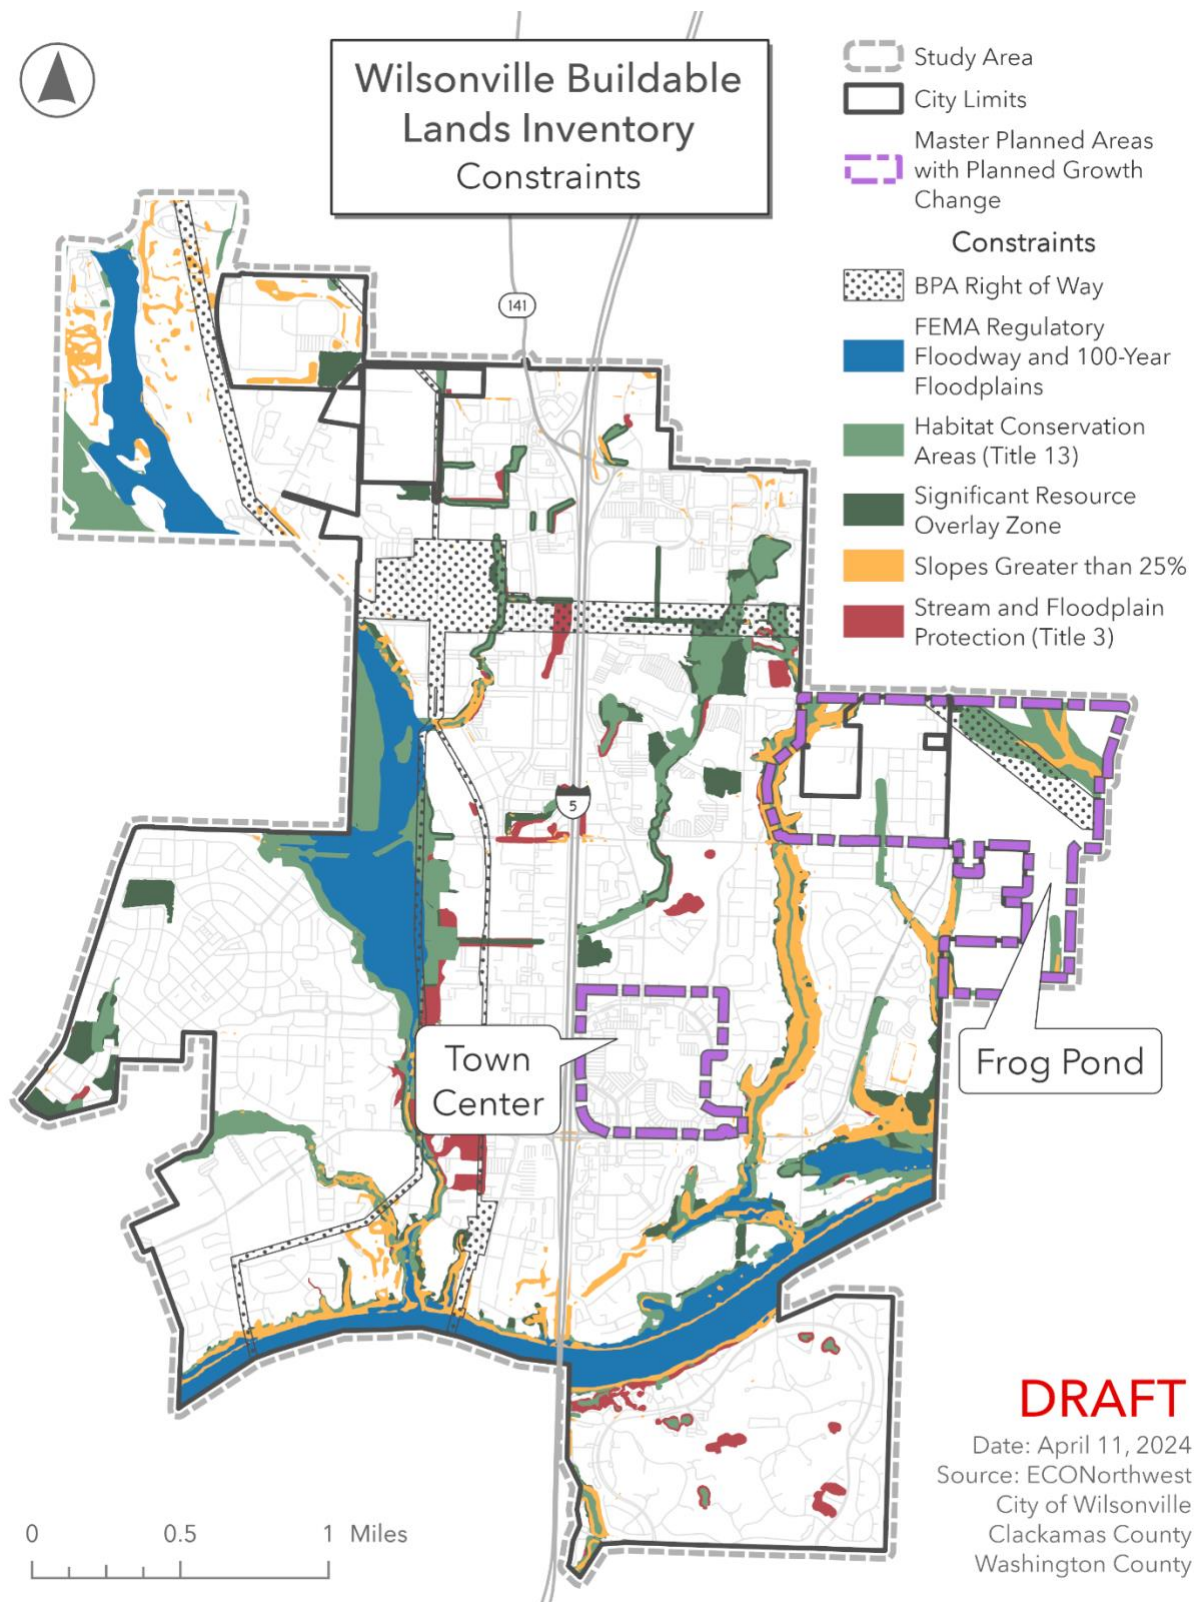 Wilsonville Buildable
Lands Inventory
Constraints
Study Area
City Limits
Master Planned Areas
with Planned Growth
Change
Constraints
BPA Right of Way
FEMA Regulatory
Floodway and 100-Year
Floodplains
Habitat Conservation
Areas (Title 13)
Significant Resource
Overlay Zone
Slopes Greater than 25%
Stream and Floodplain
Protection (Title 3)
141
5
Town
Center
Frog Pond
DRAFT
Date: April 11, 2024
Source: ECONorthwest
City of Wilsonville
Clackamas County
Washington County
0 0.5 1 Miles